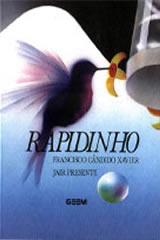 RAPIDINHO
FRANCISCO CÂNDIDO XAVIER
JAIR PRESENTE
GEEM